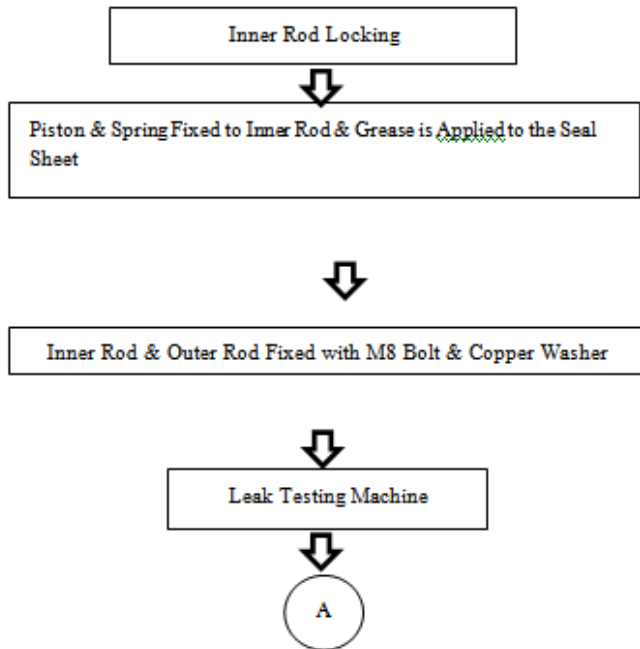 Inner Rod Locking
Piston & Spring Fixed to Inner Rod & Grease is Applied to the Seal
Sheet
Inner Rod & Outer Rod Fixed with M8 Bolt & Copper Washer
Leak Testing Machine
A